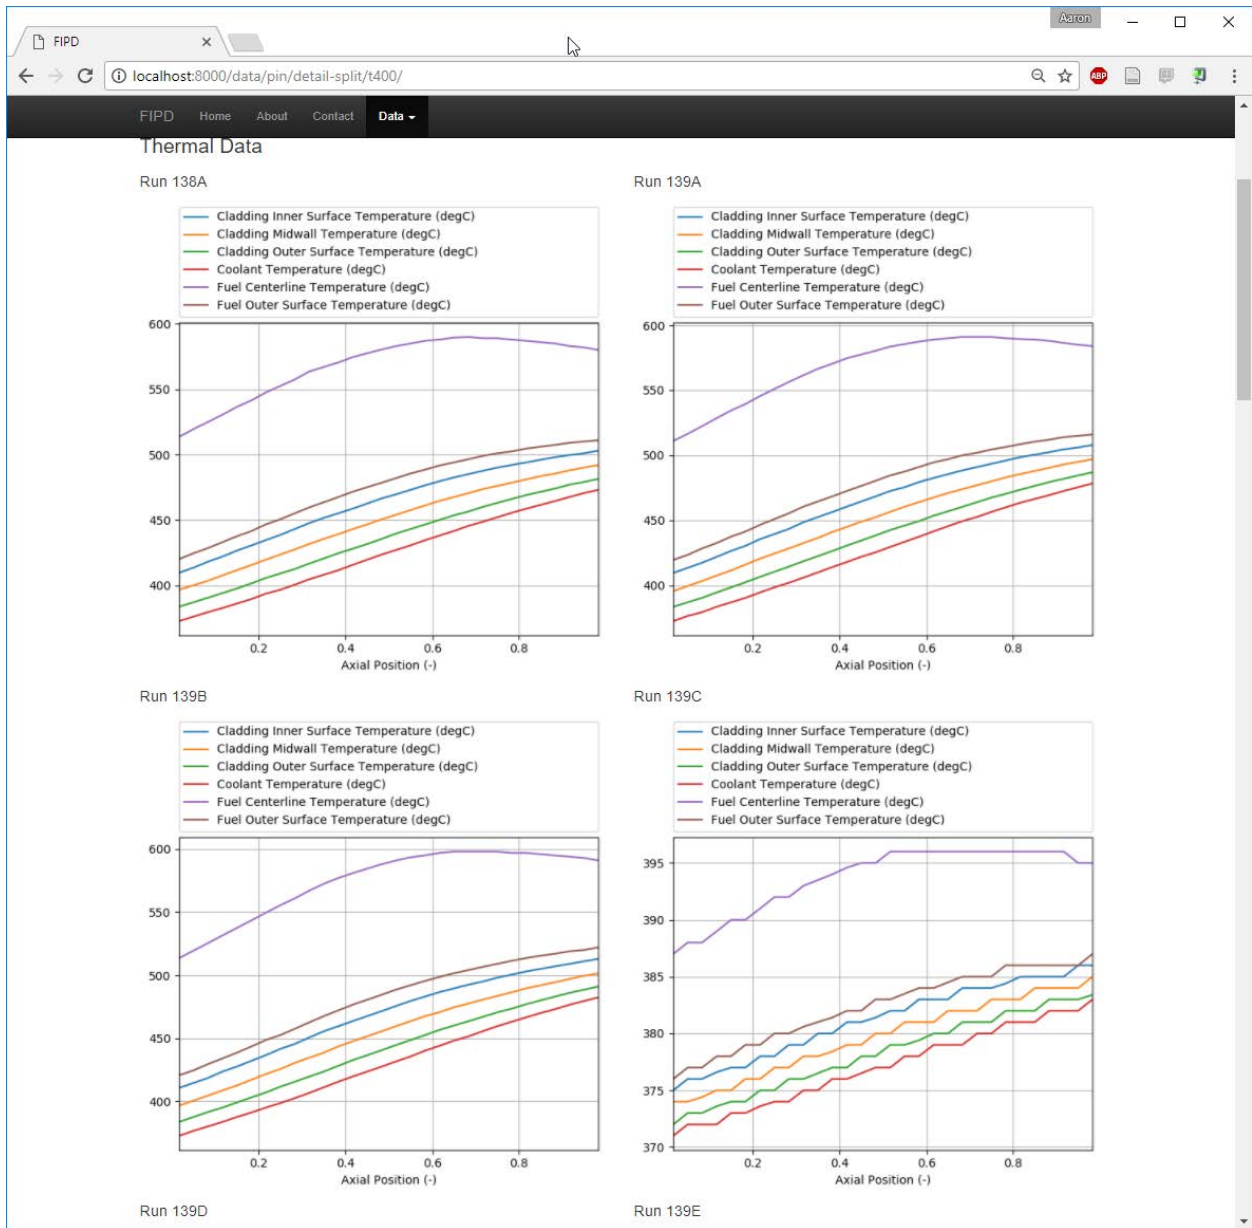 Aaron
FIPD
localhost:8000/data/pin/detail-split/t400/
ABP
FIPD Home About Contact Data
Thermal Data
Run 138A
Cladding Inner Surface Temperature (degC)
Cladding Midwall Temperature (degC)
Cladding Outer Surface Temperature (degC)
Coolant Temperature (degC)
Fuel Centerline Temperature (degC)
Fuel Outer Surface Temperature (degC)
600
550
500
450
400
0.2 0.4 0.6 0.8
Axial Position (-)
Run 139A
Cladding Inner Surface Temperature (degC)
Cladding Midwall Temperature (degC)
Cladding Outer Surface Temperature (degC)
Coolant Temperature (degC)
Fuel Centerline Temperature (degC)
Fuel Outer Surface Temperature (degC)
600
550
500
450
400
0.2 0.4 0.6 0.8
Axial Position (-)
Run 139B
Cladding Inner Surface Temperature (degC)
Cladding Midwall Temperature (degC)
Cladding Outer Surface Temperature (degC)
Coolant Temperature (degC)
Fuel Centerline Temperature (degC)
Fuel Outer Surface Temperature (degC)
600
550
500
450
400
0.2 0.4 0.6 0.8
Axial Position (-)
Run 139C
Cladding Inner Surface Temperature (degC)
Cladding Midwall Temperature (degC)
Cladding Outer Surface Temperature (degC)
Coolant Temperature (degC)
Fuel Centerline Temperature (degC)
Fuel Outer Surface Temperature (degC)
395
390
385
380
375
370
0.2 0.4 0.6 0.8
Axial Position (-)
Run 139D
Run 139E